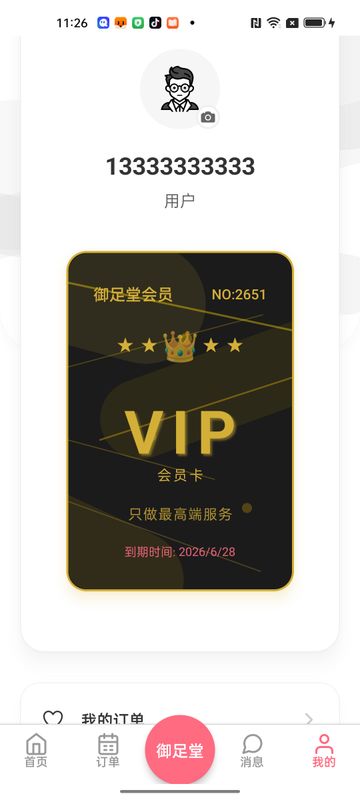 11:26
13333333333
用户
御足堂会员 NO:2651
VIP
会员卡
只做最高端服务
到期时间: 2026/6/28
我的订单
首页 订单 御足堂 消息 我的